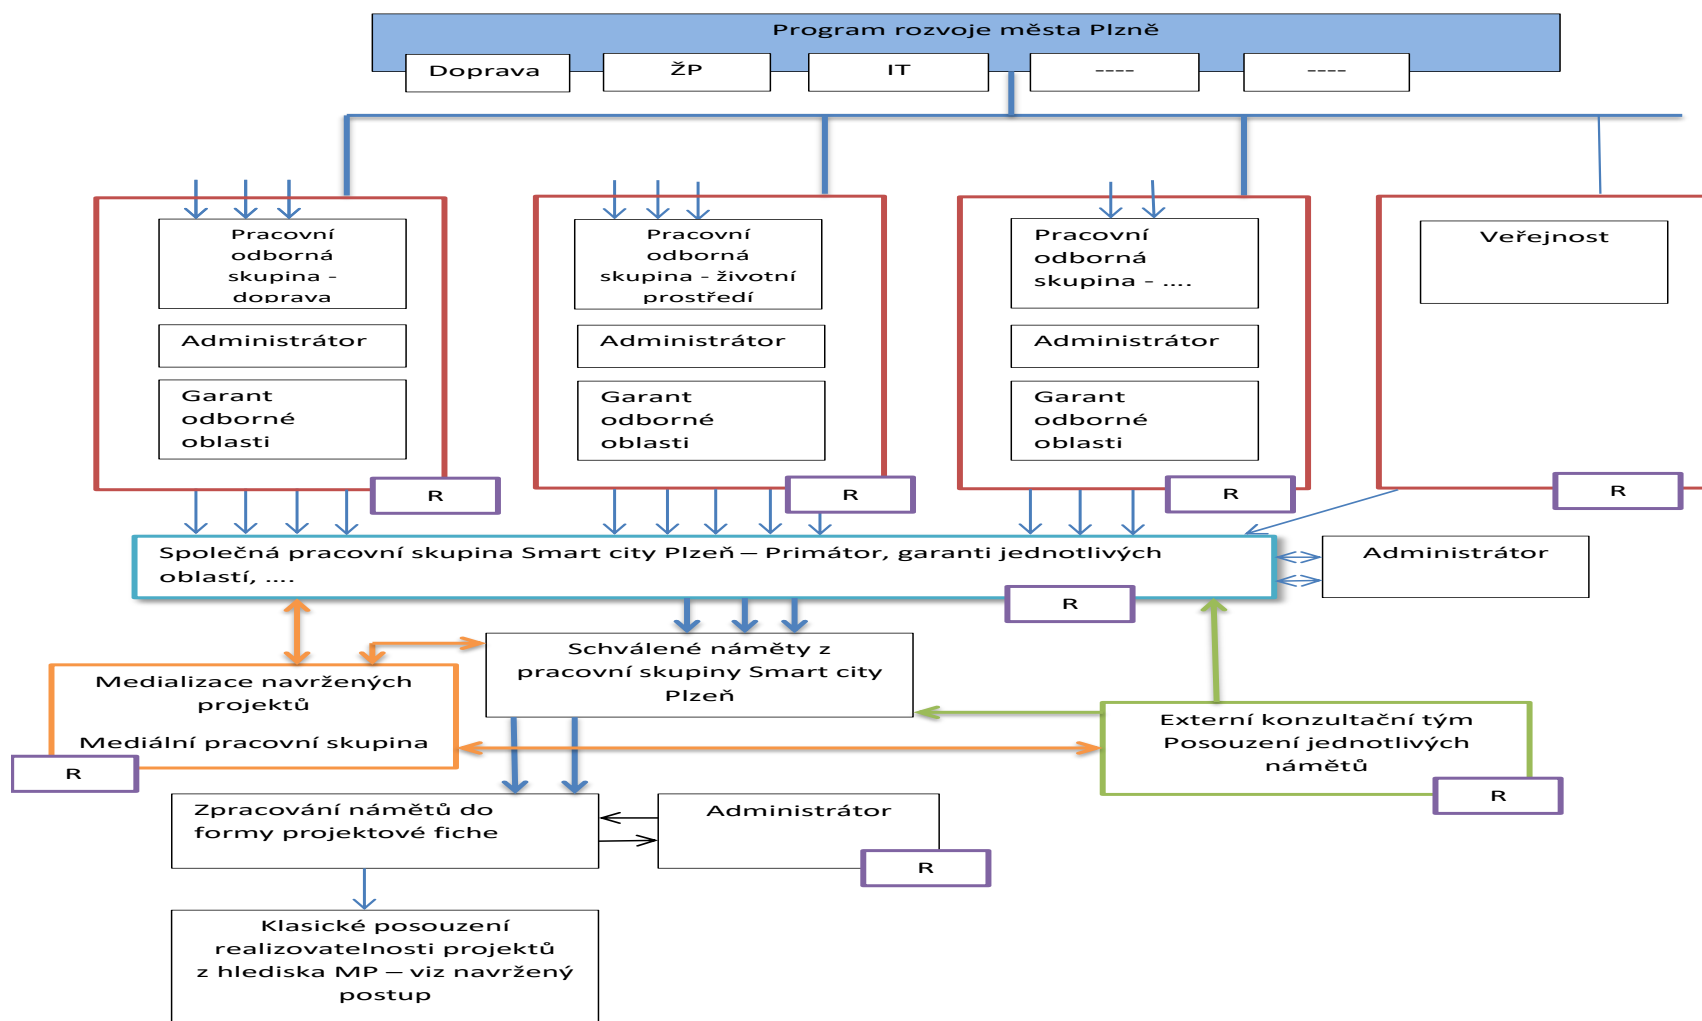 Program rozvoje města Plzně
Doprava
ŽP
IT
----
----
Pracovní
odborná
skupina -
doprava
Administrátor
Garant
odborné
oblasti
R
Pracovní
odborná
skupina - životní
prostředí
Administrátor
Garant
odborné
oblasti
R
Pracovní
odborná
skupina - ....
Administrátor
Garant
odborné
oblasti
R
Veřejnost
R
Společná pracovní skupina Smart city Plzeň – Primátor, garanti jednotlivých
oblastí, ....
R
Administrátor
Schválené náměty z
pracovní skupiny Smart city
Plzeň
Medializace navržených
projektů
Mediální pracovní skupina
R
Externí konzultační tým
Posouzení jednotlivých
námětů
R
Zpracování námětů do
formy projektové fiche
Administrátor
R
Klasické posouzení
realizovatelnosti projektů
z hlediska MP – viz navržený
postup